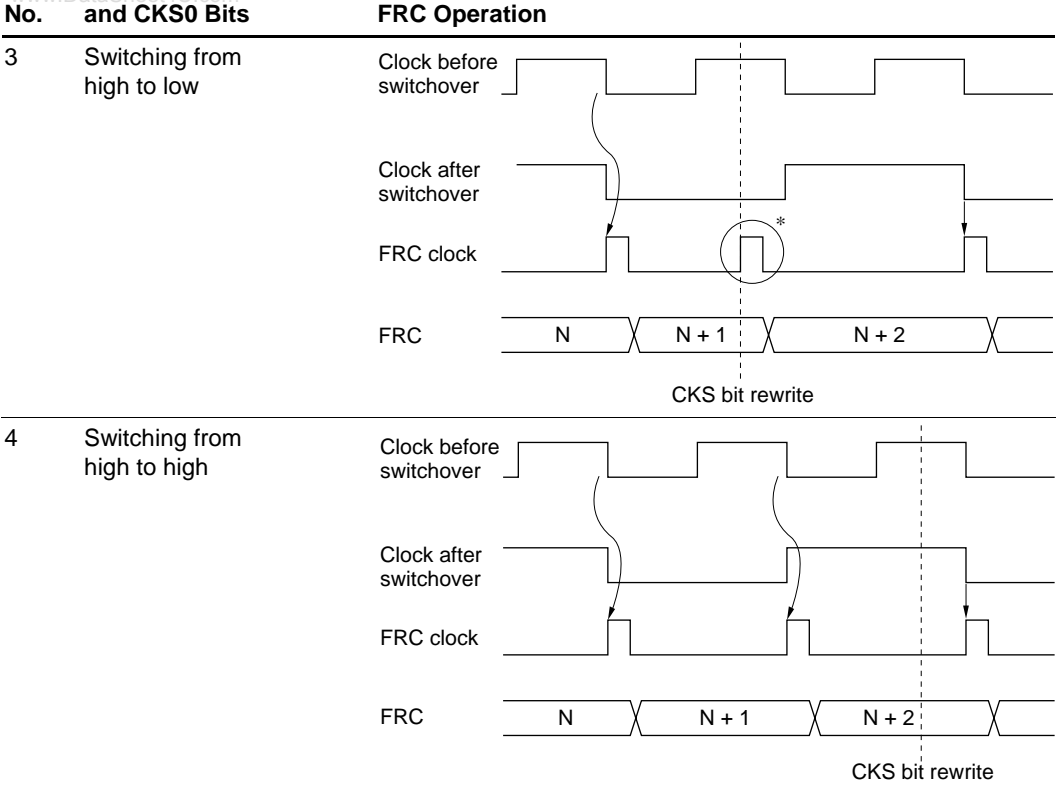 No. and CKS0 Bits FRC Operation
3 Switching from high to low
Clock before switchover
Clock after switchover
*
FRC clock
FRC N N + 1 N + 2
CKS bit rewrite
4 Switching from high to high
Clock before switchover
Clock after switchover
FRC clock
FRC N N + 1 N + 2
CKS bit rewrite